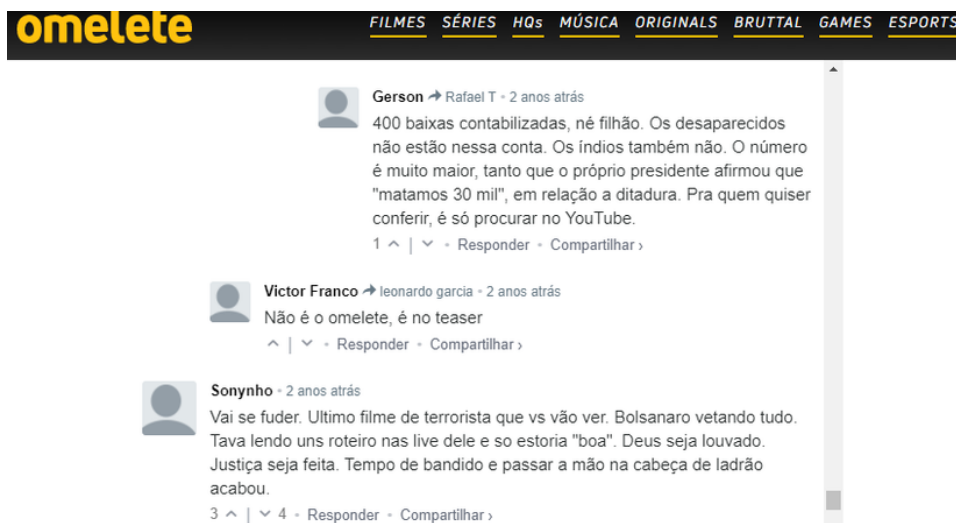 omelete
FILMES SÉRIES HQs MÚSICA ORIGINALS BRUTTAL GAMES ESPORTS
Gerson Rafael T • 2 anos atrás
400 baixas contabilizadas, né filhão. Os desaparecidos
não estão nessa conta. Os índios também não. O número
é muito maior, tanto que o próprio presidente afirmou que
"matamos 30 mil", em relação a ditadura. Pra quem quiser
conferir, é só procurar no YouTube.
1 | • Responder • Compartilhar ›
Victor Franco leonardo garcia • 2 anos atrás
Não é o omelete, é no teaser
| • Responder • Compartilhar ›
Sonynho • 2 anos atrás
Vai se fuder. Ultimo filme de terrorista que vs vão ver. Bolsanaro vetando tudo.
Tava lendo uns roteiro nas live dele e so estoria "boa". Deus seja louvado.
Justiça seja feita. Tempo de bandido e passar a mão na cabeça de ladrão
acabou.
3 | 4 • Responder • Compartilhar ›